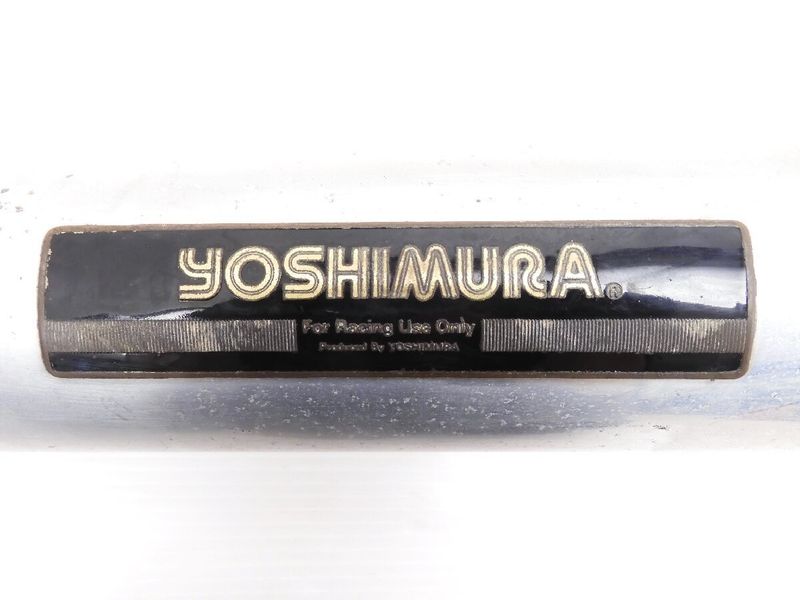 YOSHIMURA®
For Racing Use Only
Produced By YOSHIMURA